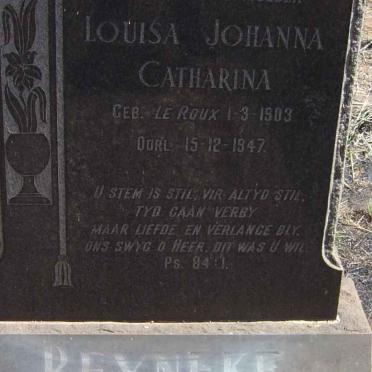 LOUISA JOHANNA
CATHARINA
GEB. LE ROUX 1-3-1903
OORL. 15-12-1947.
U STEM IS STIL, VIR ALTYD STIL,
TYD GAAN VERBY
MAAR LIEFDE EN VERLANGE BLY.
ONS SWYG O HEER, DIT WAS U WIL.
PS. 84:1.
REYNEKE